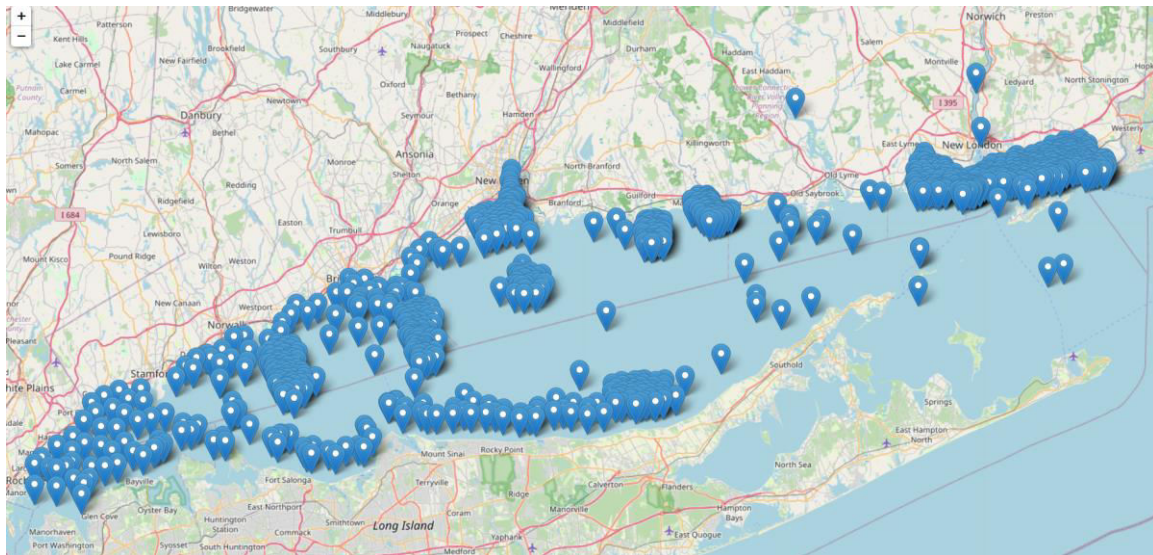 +
−
Patterson
Bridgewater
Middlebury
Meriden
Middlefield
Norwich
Preston
Kent Hills
Southbury
Naugatuck
Prospect
Cheshire
Durham
Haddam
Salem
Montville
Lake Carmel
Brookfield
New Fairfield
Oxford
Wallingford
East Haddam
Ledyard
North Stonington
Putnam County
Carmel
Newtown
Bethany
Danbury
Seymour
Hamden
I 395
Mahopac
Bethel
Killingworth
East Lyme
New London
Westerly
Somers
North Salem
Monroe
Ansonia
Shelton
North Branford
Old Lyme
Redding
Orange
Branford
Guilford
Old Saybrook
I 684
Ridgefield
Easton
Trumbull
Lewisboro
Mount Kisco
Pound Ridge
Wilton
Weston
New Canaan
Westport
Norwalk
Pleasant
Stamford
White Plains
Southold
Springs
East Hampton North
Mount Sinai
Rocky Point
North Sea
Bayville
Fort Salonga
Terryville
Ridge
Calverton
Flanders
Glen Cove
Oyster Bay
East Northport
Coram
Manorville
Hampton Bays
Manorhaven
Huntington Station
Smithtown
Long Island
East Quogue
Port Washington
Syosset
Commack
Yaphank
South Huntington
Medford